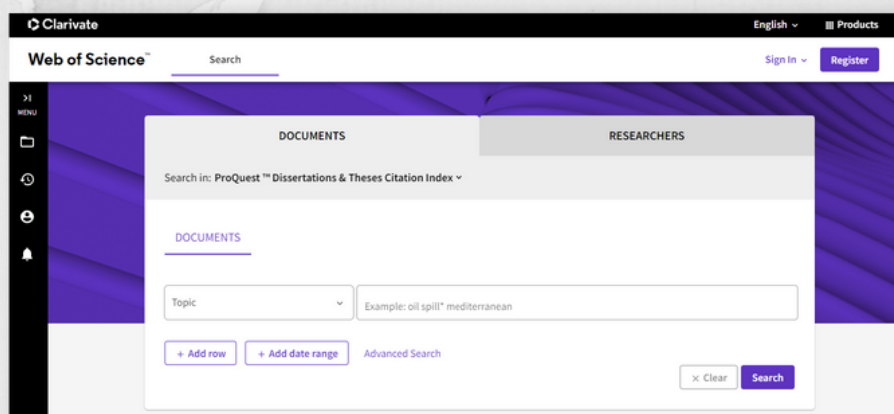 Clarivate
English
Products
Web of Science™
Search
Sign In
Register
MENU
DOCUMENTS
RESEARCHERS
Search in: ProQuest ™ Dissertations & Theses Citation Index
DOCUMENTS
Topic
Example: oil spill* mediterranean
+ Add row
+ Add date range
Advanced Search
× Clear
Search